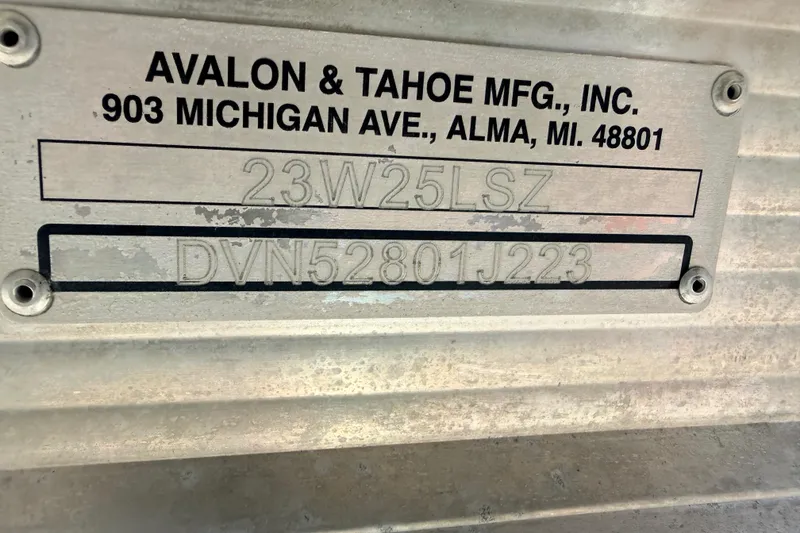 AVALON & TAHOE MFG., INC.
903 MICHIGAN AVE., ALMA, MI. 48801
23W25LSZ
DVN52801J223